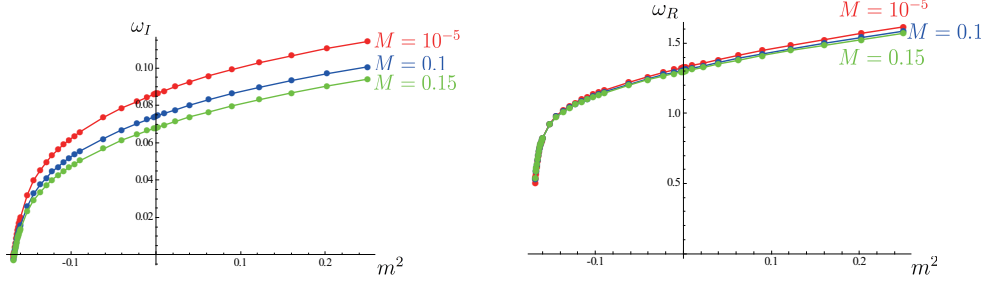 ω_I
M = 10^{-5}
M = 0.1
M = 0.15
0.10
0.08
0.06
0.04
0.02
-0.1
0.1
0.2
m²
ω_R
M = 10^{-5}
M = 0.1
M = 0.15
1.5
1.0
0.5
-0.1
0.1
0.2
m²